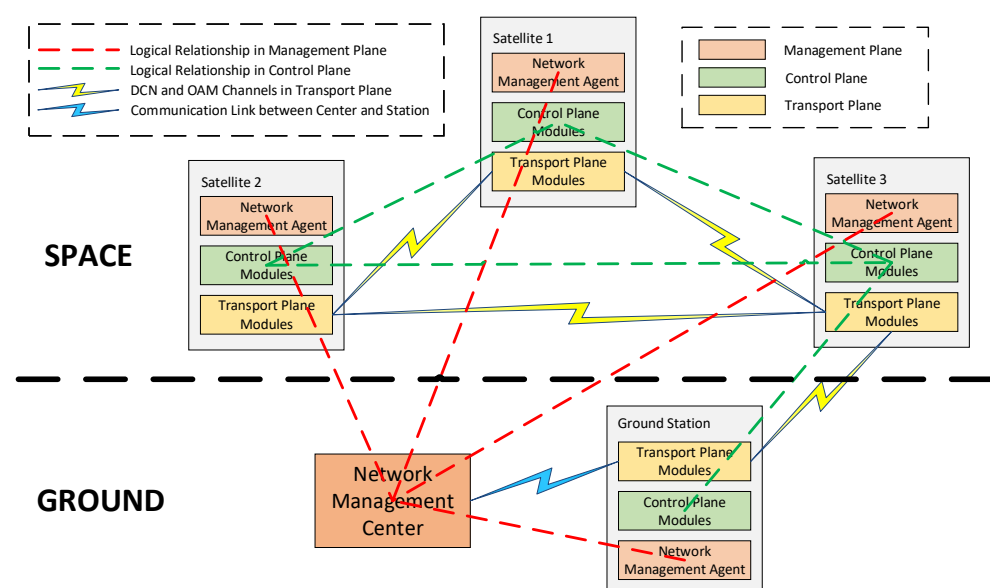 Logical Relationship in Management Plane
Logical Relationship in Control Plane
DCN and OAM Channels in Transport Plane
Communication Link between Center and Station
Satellite 1
Network
Management Agent
Control Plane
Modules
Transport Plane
Modules
Management Plane
Control Plane
Transport Plane
Satellite 2
Network
Management Agent
Control Plane
Modules
Transport Plane
Modules
Satellite 3
Network
Management Agent
Control Plane
Modules
Transport Plane
Modules
SPACE
GROUND
Network
Management
Center
Ground Station
Transport Plane
Modules
Control Plane
Modules
Network
Management Agent